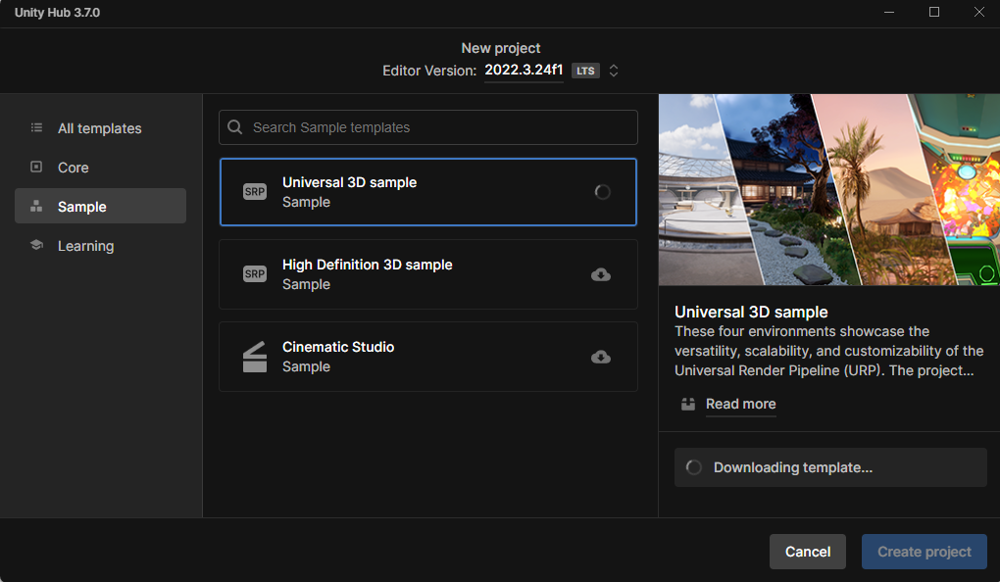 Unity Hub 3.7.0
New project
Editor Version: 2022.3.24f1 LTS
All templates
Core
Sample
Learning
Search Sample templates
SRP
Universal 3D sample
Sample
SRP
High Definition 3D sample
Sample
Cinematic Studio
Sample
Universal 3D sample
These four environments showcase the
versatility, scalability, and customizability of the
Universal Render Pipeline (URP). The project...
Read more
Downloading template...
Cancel
Create project